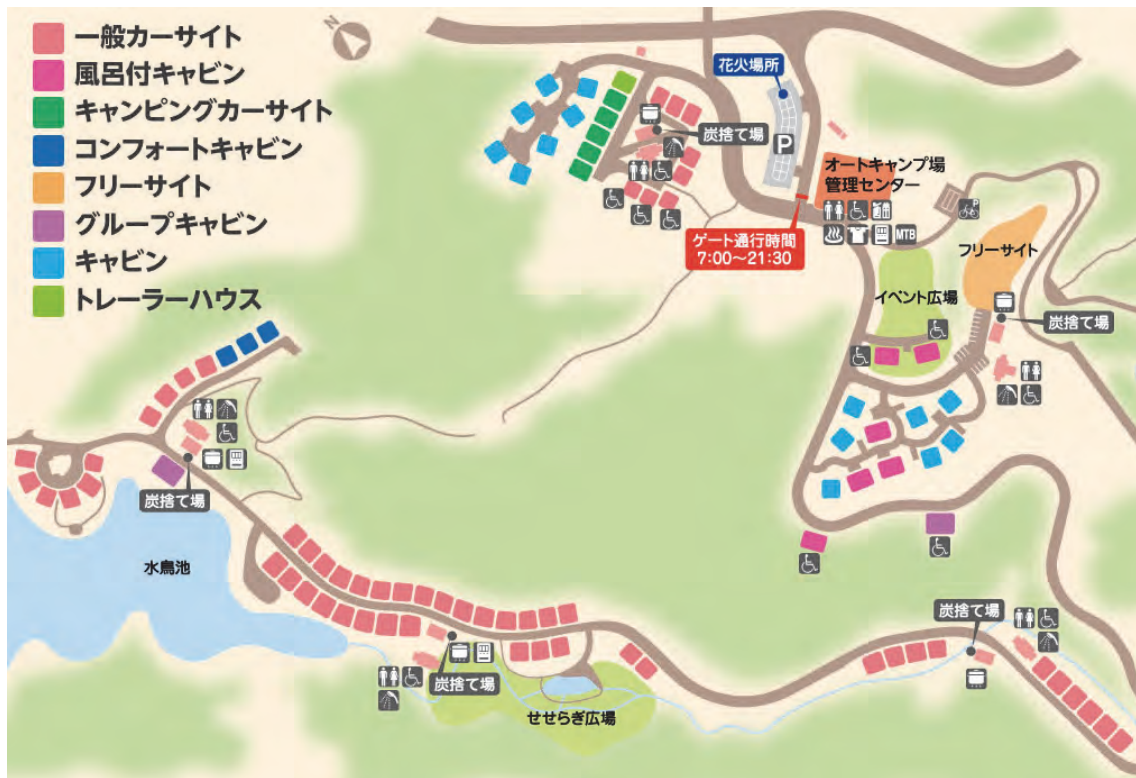 一般カーサイト
風呂付キャビン
キャンピングカーサイト
コンフォートキャビン
フリーサイト
グループキャビン
キャビン
トレーラーハウス
N
花火場所
炭捨て場
P
オートキャンプ場
管理センター
P
MTB
ゲート通行時間
7:00～21:30
フリーサイト
イベント広場
炭捨て場
炭捨て場
水鳥池
炭捨て場
炭捨て場
せせらぎ広場